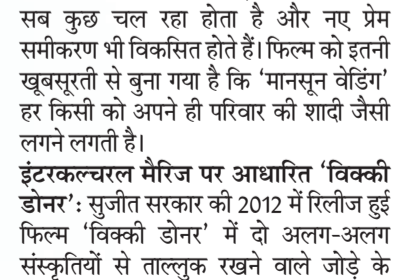 सब कुछ चल रहा होता है और नए प्रेम
समीकरण भी विकसित होते हैं। फिल्म को इतनी
खूबसूरती से बुना गया है कि ‘मानसून वेडिंग’
हर किसी को अपने ही परिवार की शादी जैसी
लगने लगती है।
इंटरकल्चरल मैरिज पर आधारित ‘विक्की
डोनर’: सुजीत सरकार की 2012 में रिलीज हुई
फिल्म ‘विक्की डोनर’ में दो अलग-अलग
संस्कृतियों से ताल्लुक रखने वाले जोड़े के